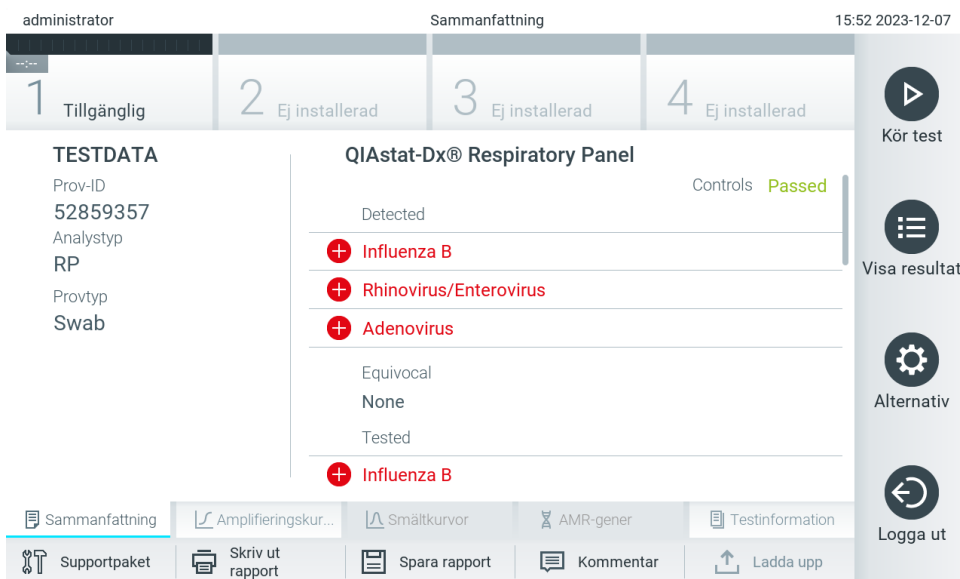 administrator
Sammanfattning
15:52 2023-12-07
--:--
1 Tillgänglig
2 Ej installerad
3 Ej installerad
4 Ej installerad
Kör test
TESTDATA
Prov-ID
52859357
Analystyp
RP
Provtyp
Swab
QIAstat-Dx® Respiratory Panel
Controls Passed
Detected
Influenza B
Rhinovirus/Enterovirus
Adenovirus
Equivocal
None
Tested
Influenza B
Visa resultat
Alternativ
Logga ut
Sammanfattning
Amplifieringskur...
Smältkurvor
AMR-gener
Testinformation
Supportpaket
Skriv ut
rapport
Spara rapport
Kommentar
Ladda upp